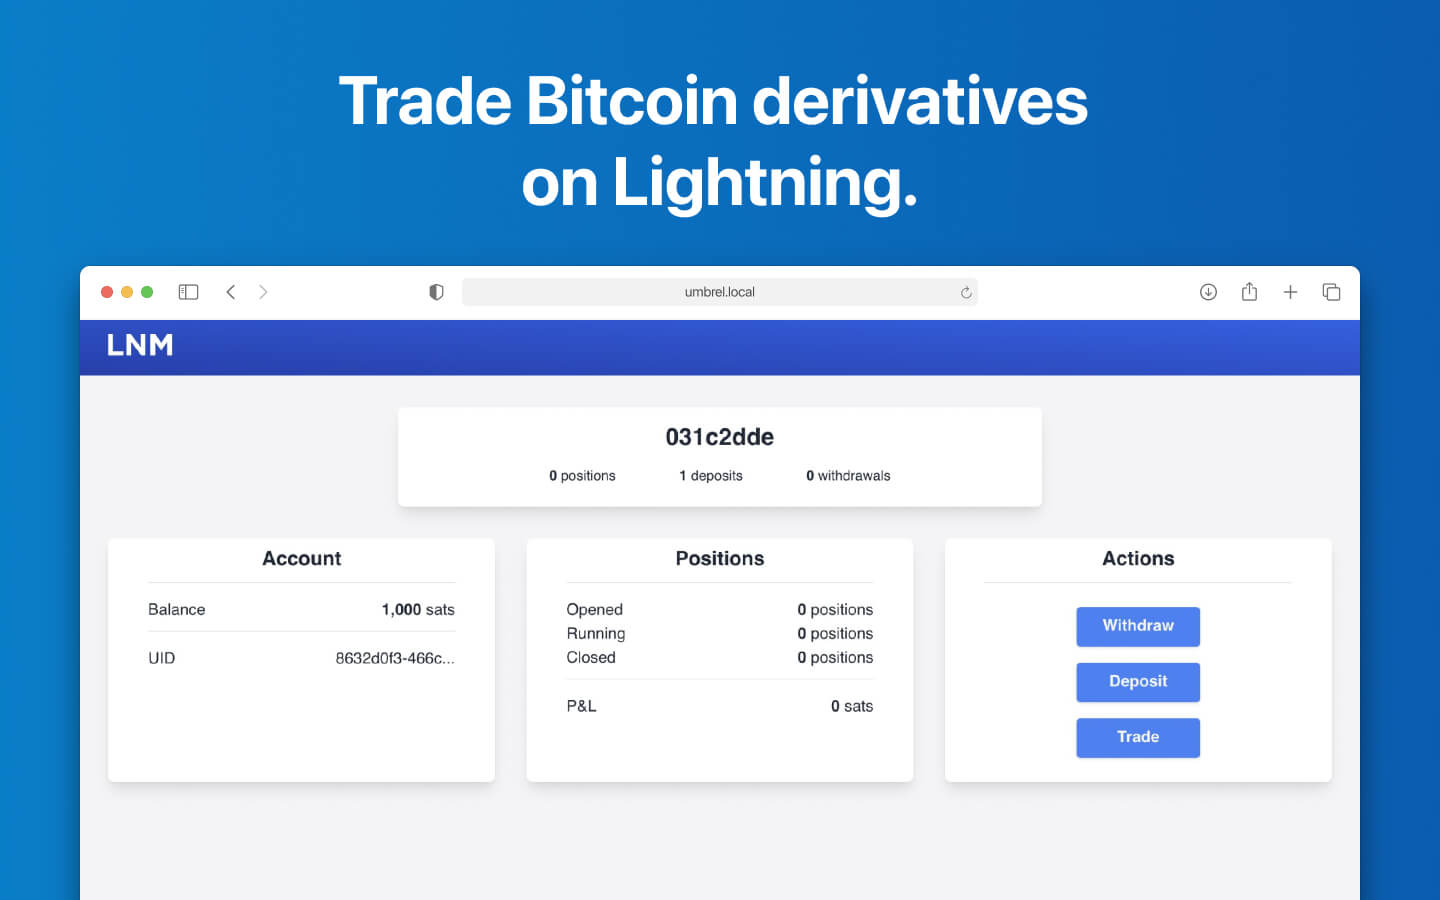 Trade Bitcoin derivatives
on Lightning.
umbrel.local
LNM
031c2dde
0 positions 1 deposits 0 withdrawals
Account
Balance 1,000 sats
UID 8632d0f3-466c...
Positions
Opened 0 positions
Running 0 positions
Closed 0 positions
P&L 0 sats
Actions
Withdraw
Deposit
Trade